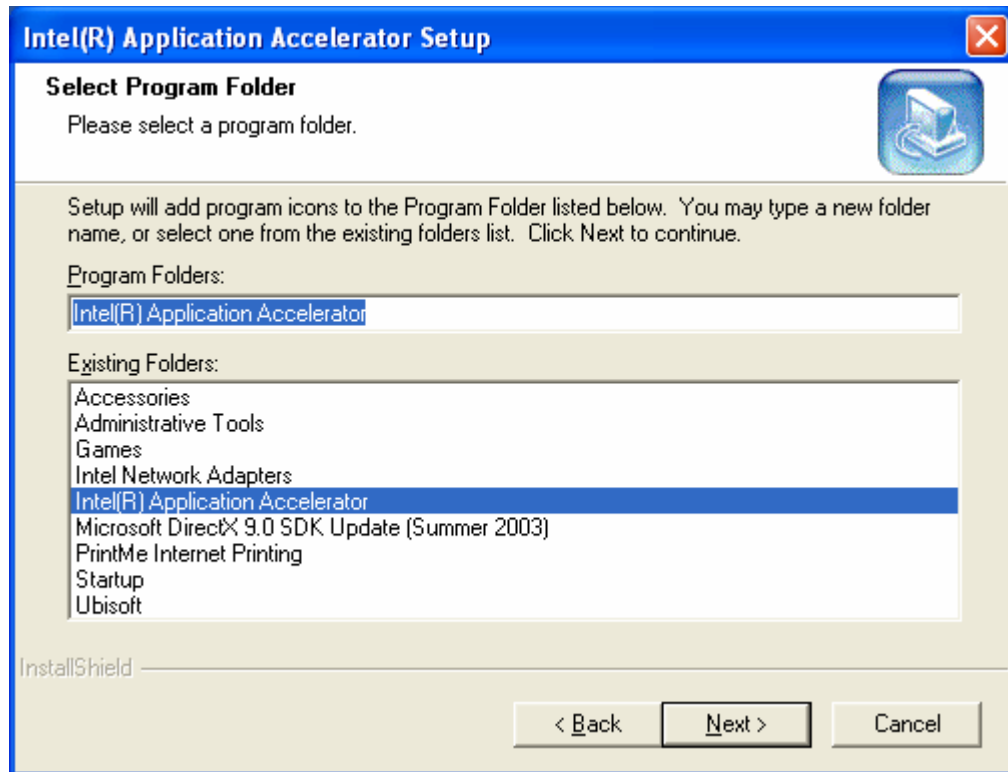 Intel(R) Application Accelerator Setup
Select Program Folder
Please select a program folder.
Setup will add program icons to the Program Folder listed below.  You may type a new folder
name, or select one from the existing folders list.  Click Next to continue.
Program Folders:
Intel(R) Application Accelerator
Existing Folders:
Accessories
Administrative Tools
Games
Intel Network Adapters
Intel(R) Application Accelerator
Microsoft DirectX 9.0 SDK Update (Summer 2003)
PrintMe Internet Printing
Startup
Ubisoft
InstallShield
< Back
Next >
Cancel